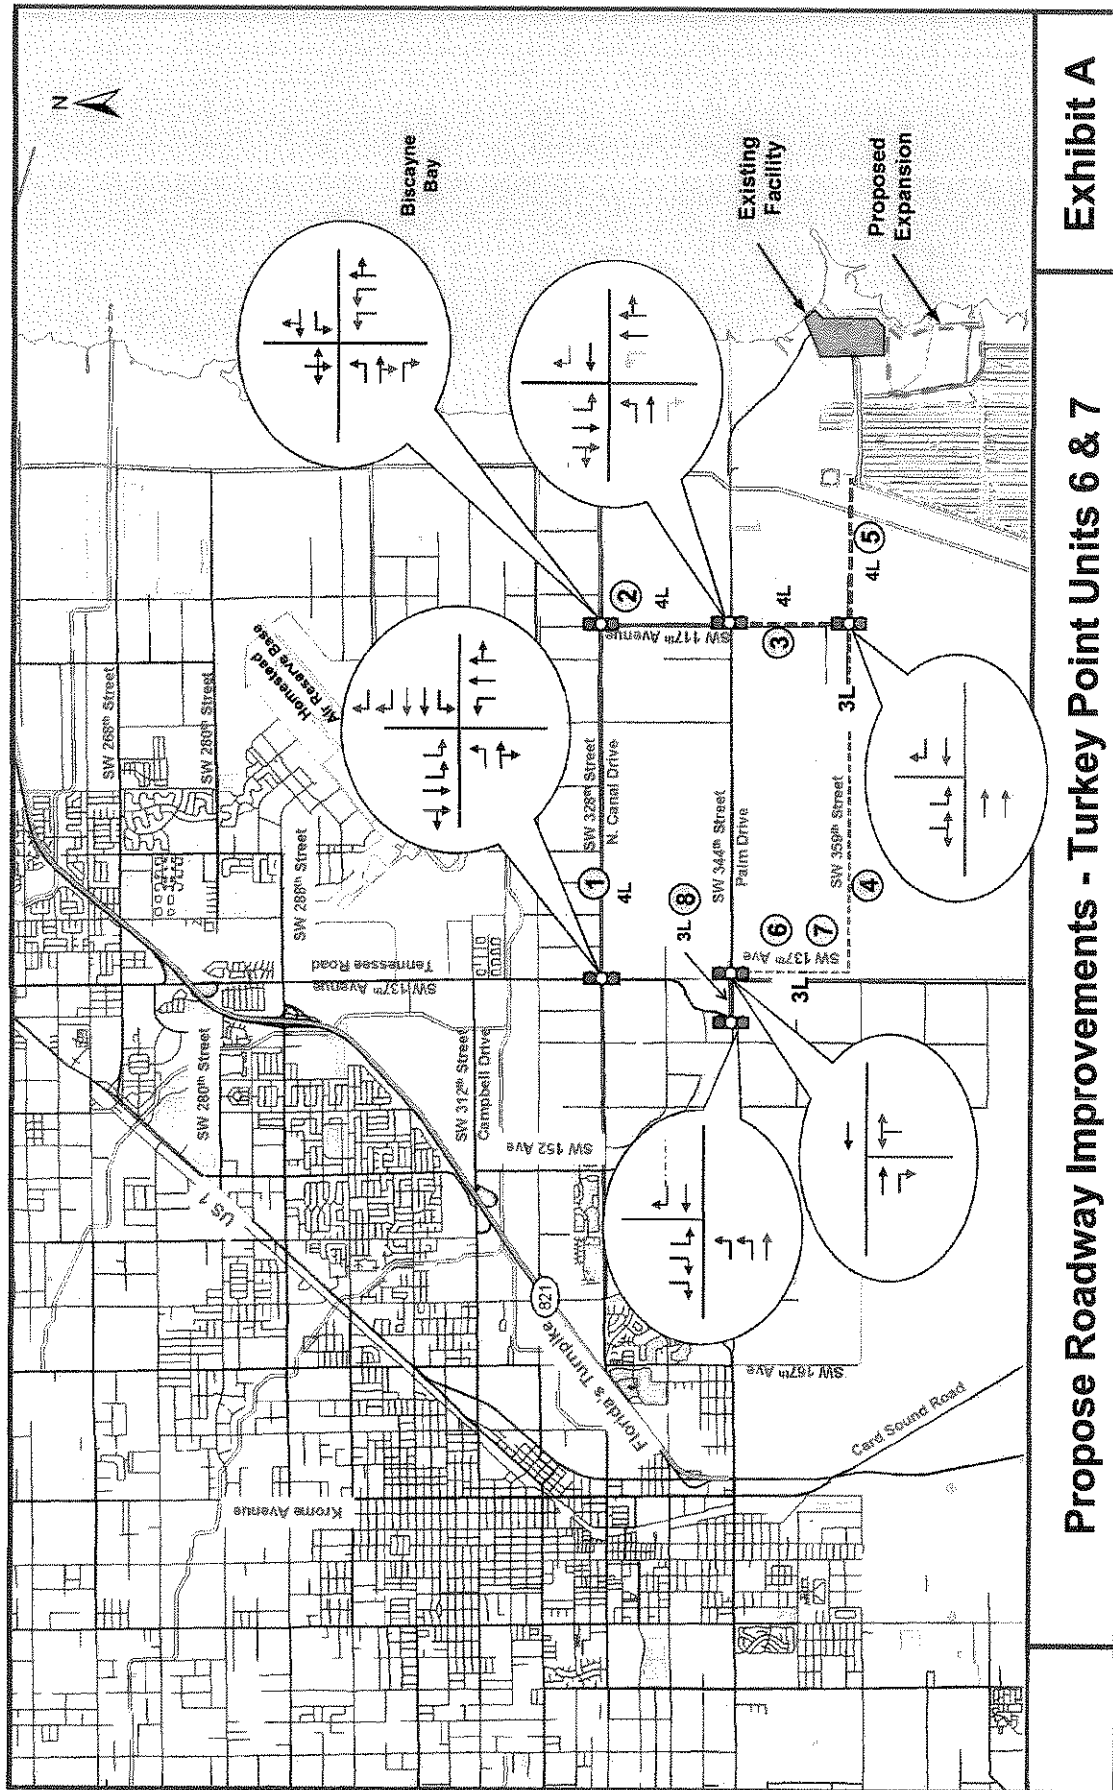 N
Biscayne
Bay
Existing
Facility
Proposed
Expansion
SW 268th Street
SW 280th Street
Homestead
Air Reserve Base
SW 288th Street
Tennessee Road
SW 137th Avenue
SW 280th Street
SW 312th Street
Campbell Drive
SW 152 Ave
US 1
Florida's Turnpike
821
Krome Avenue
SW 167th Ave
Card Sound Road
SW 328th Street
N. Canal Drive
1
4L
2
4L
SW 117th Avenue
SW 344th Street
Palm Drive
3
4L
3L 8
6
7
SW 137th Ave
3L
SW 359th Street
4
3L
4L 5
Propose Roadway Improvements - Turkey Point Units 6 & 7
Exhibit A